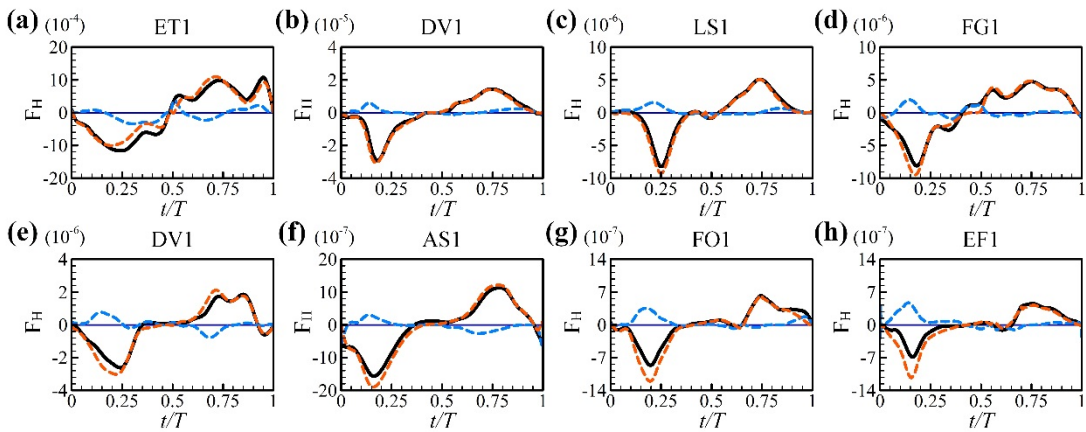 (a) (10⁻⁴) ET1
20
10
0
-10
-20
F_H
0 0.25 0.5 0.75 1
t/T
(b) (10⁻⁵) DV1
4
2
0
-2
-4
F_H
0 0.25 0.5 0.75 1
t/T
(c) (10⁻⁶) LS1
10
5
0
-5
-10
F_H
0 0.25 0.5 0.75 1
t/T
(d) (10⁻⁶) FG1
10
5
0
-5
-10
F_H
0 0.25 0.5 0.75 1
t/T
(e) (10⁻⁶) DV1
4
2
0
-2
-4
F_H
0 0.25 0.5 0.75 1
t/T
(f) (10⁻⁷) AS1
20
10
0
-10
-20
F_H
0 0.25 0.5 0.75 1
t/T
(g) (10⁻⁷) FO1
14
7
0
-7
-14
F_H
0 0.25 0.5 0.75 1
t/T
(h) (10⁻⁷) EF1
14
7
0
-7
-14
F_H
0 0.25 0.5 0.75 1
t/T